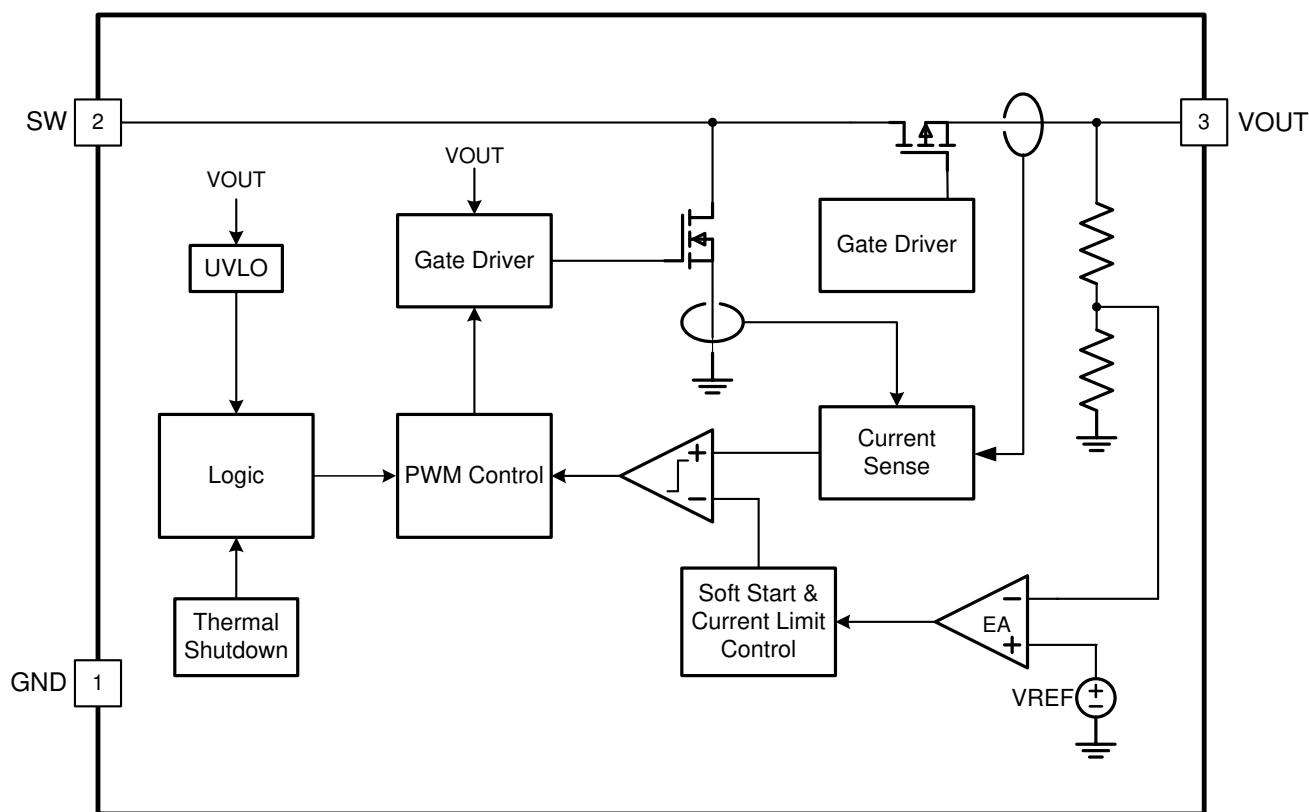 SW
2
3
VOUT
VOUT
VOUT
UVLO
Gate Driver
Gate Driver
Logic
PWM Control
+
−
Current
Sense
Thermal
Shutdown
Soft Start &
Current Limit
Control
−
EA
+
GND
1
VREF
+
−